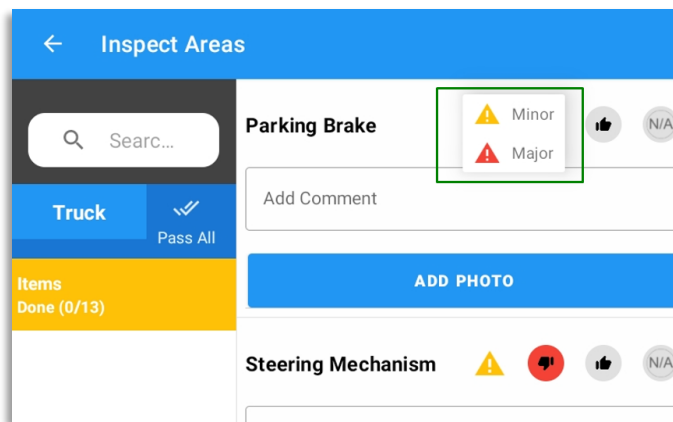 Inspect Areas
Searc...
Truck
Pass All
Items
Done (0/13)
Parking Brake
Minor
Major
N/A
Add Comment
ADD PHOTO
Steering Mechanism
N/A